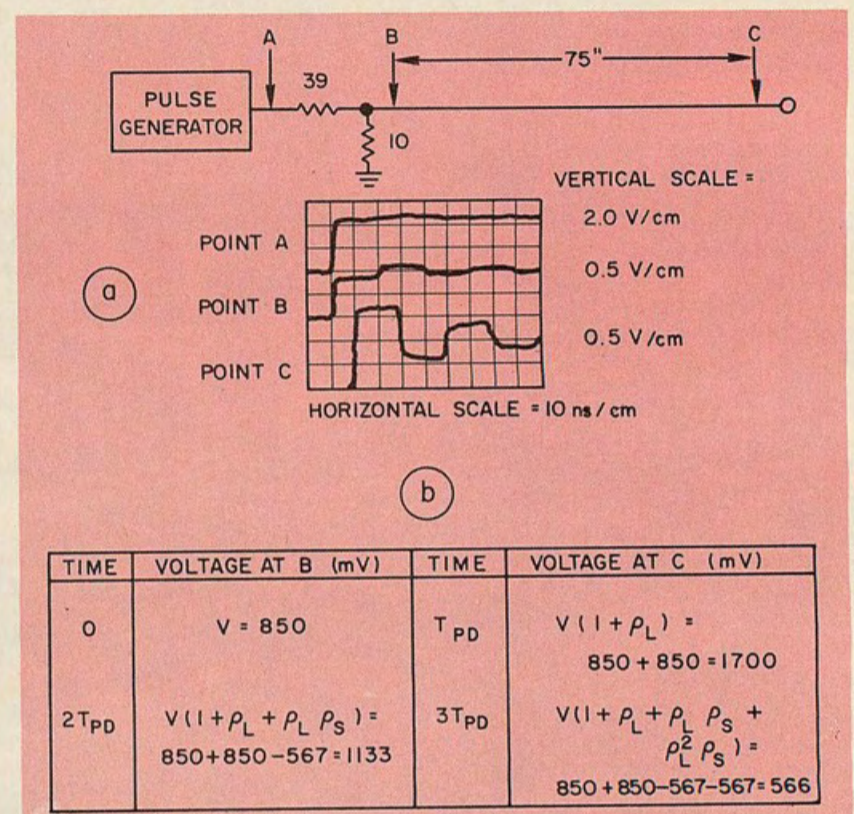 A
B
C
75"
39
PULSE
GENERATOR
10
VERTICAL SCALE =
2.0 V/cm
POINT A
0.5 V/cm
a
POINT B
0.5 V/cm
POINT C
HORIZONTAL SCALE = 10 ns/cm
b
TIME VOLTAGE AT B (mV) TIME VOLTAGE AT C (mV)
0 V = 850 T PD V(1 + ρL) =
850 + 850 = 1700
2TPD V(1 + ρL + ρL ρS) = 3TPD V(1 + ρL + ρL ρS +
ρL² ρS) =
850+850-567=1133
850+850-567-567=566